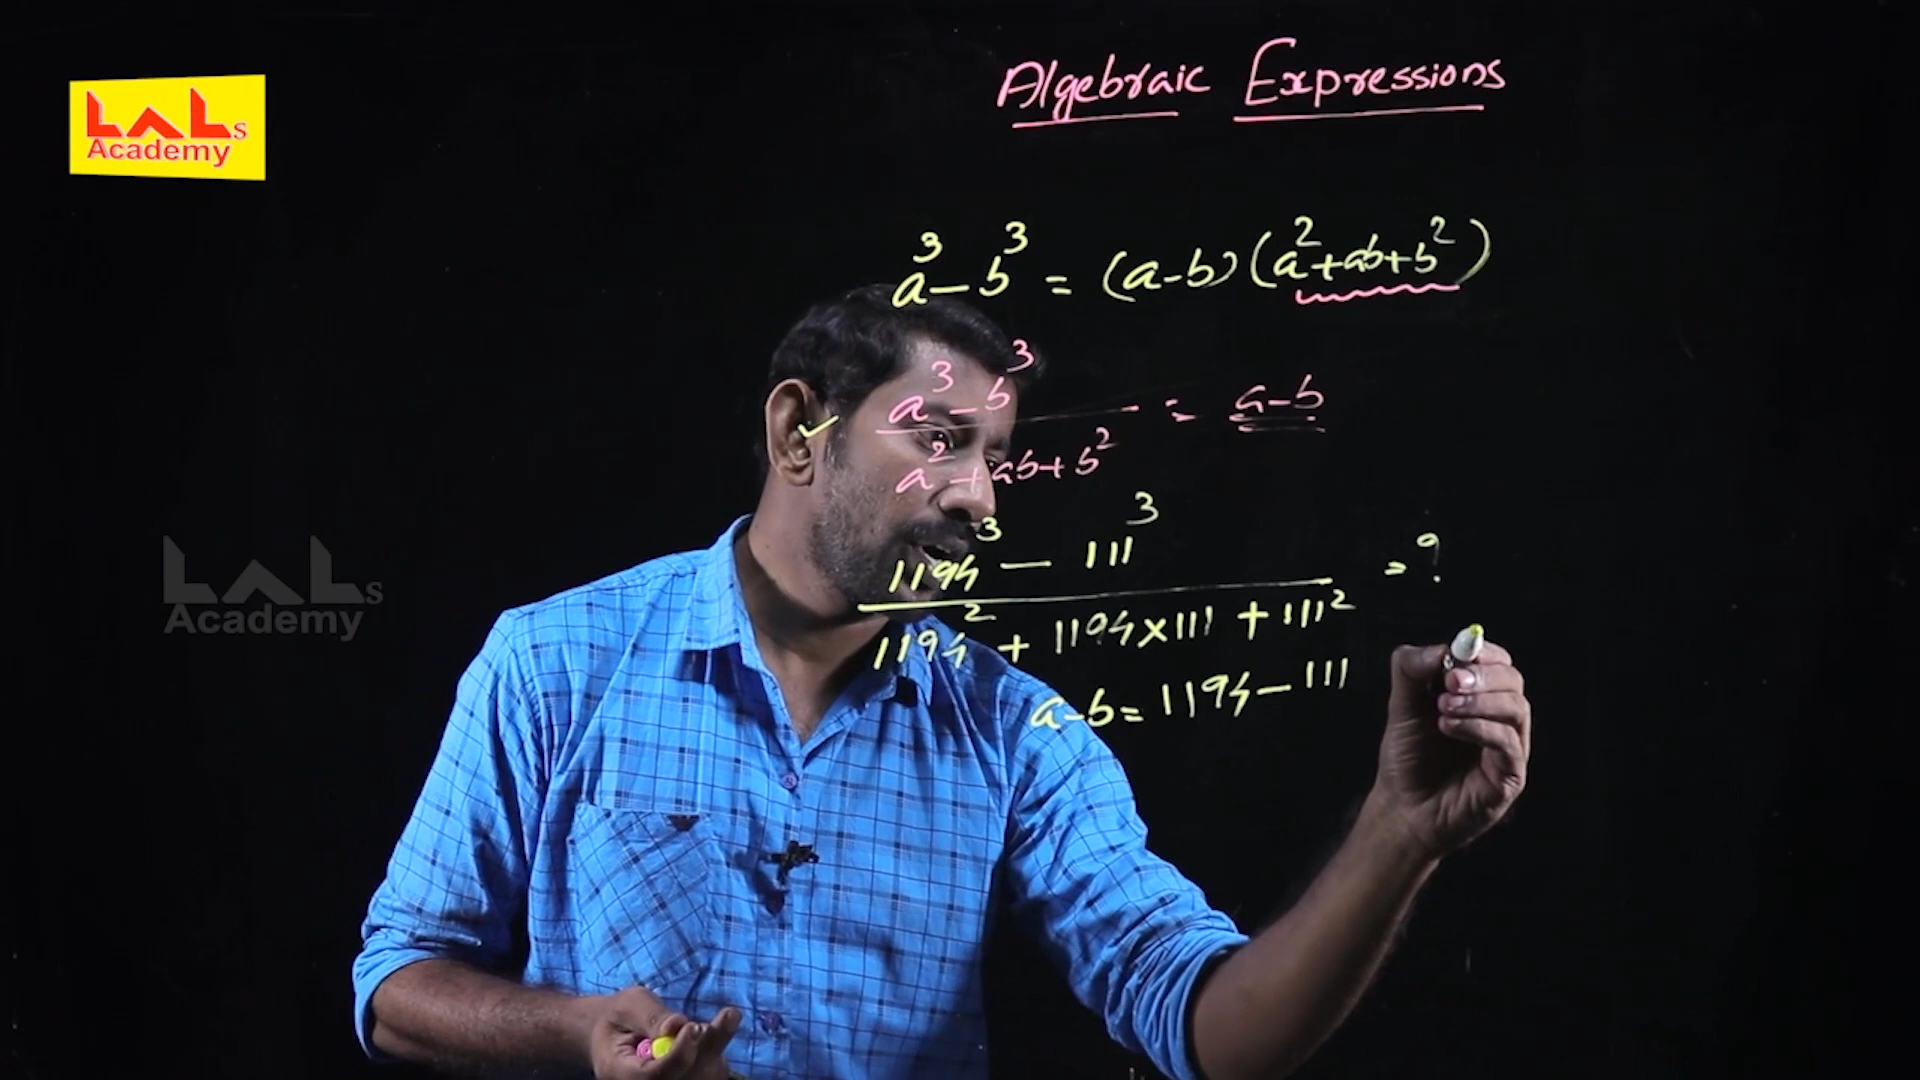 LALs
Academy
Algebraic Expressions
a³ - b³ = (a-b) (a²+ab+b²)
a³ - b³ / a² + ab + b² = a-b
1194³ - 111³ / 1194² + 1194×111 + 111² = ?
a-b = 1194 - 111
LALs
Academy